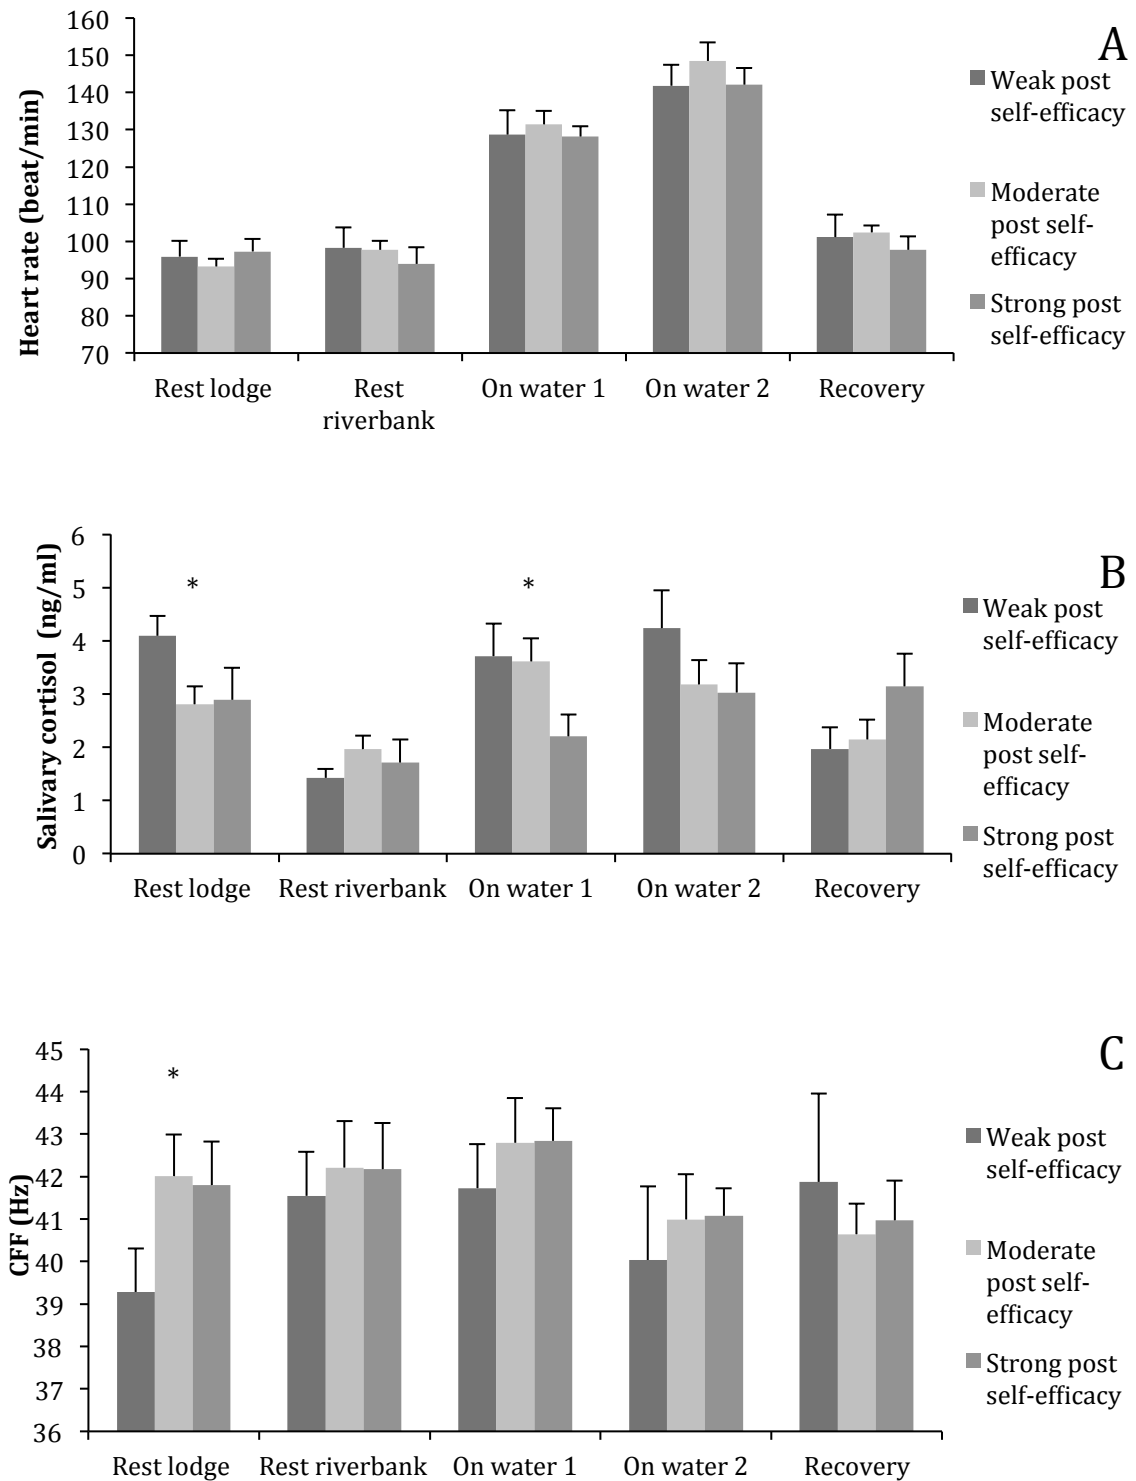 A
Heart rate (beat/min)
160
150
140
130
120
110
100
90
80
70
Rest lodge
Rest
riverbank
On water 1
On water 2
Recovery
Weak post
self-efficacy
Moderate
post self-
efficacy
Strong post
self-efficacy
B
Salivary cortisol (ng/ml)
6
5
4
3
2
1
0
*
*
Rest lodge
Rest riverbank
On water 1
On water 2
Recovery
Weak post
self-efficacy
Moderate
post self-
efficacy
Strong post
self-efficacy
C
CFF (Hz)
45
44
43
42
41
40
39
38
37
36
*
Rest lodge
Rest riverbank
On water 1
On water 2
Recovery
Weak post
self-efficacy
Moderate
post self-
efficacy
Strong post
self-efficacy